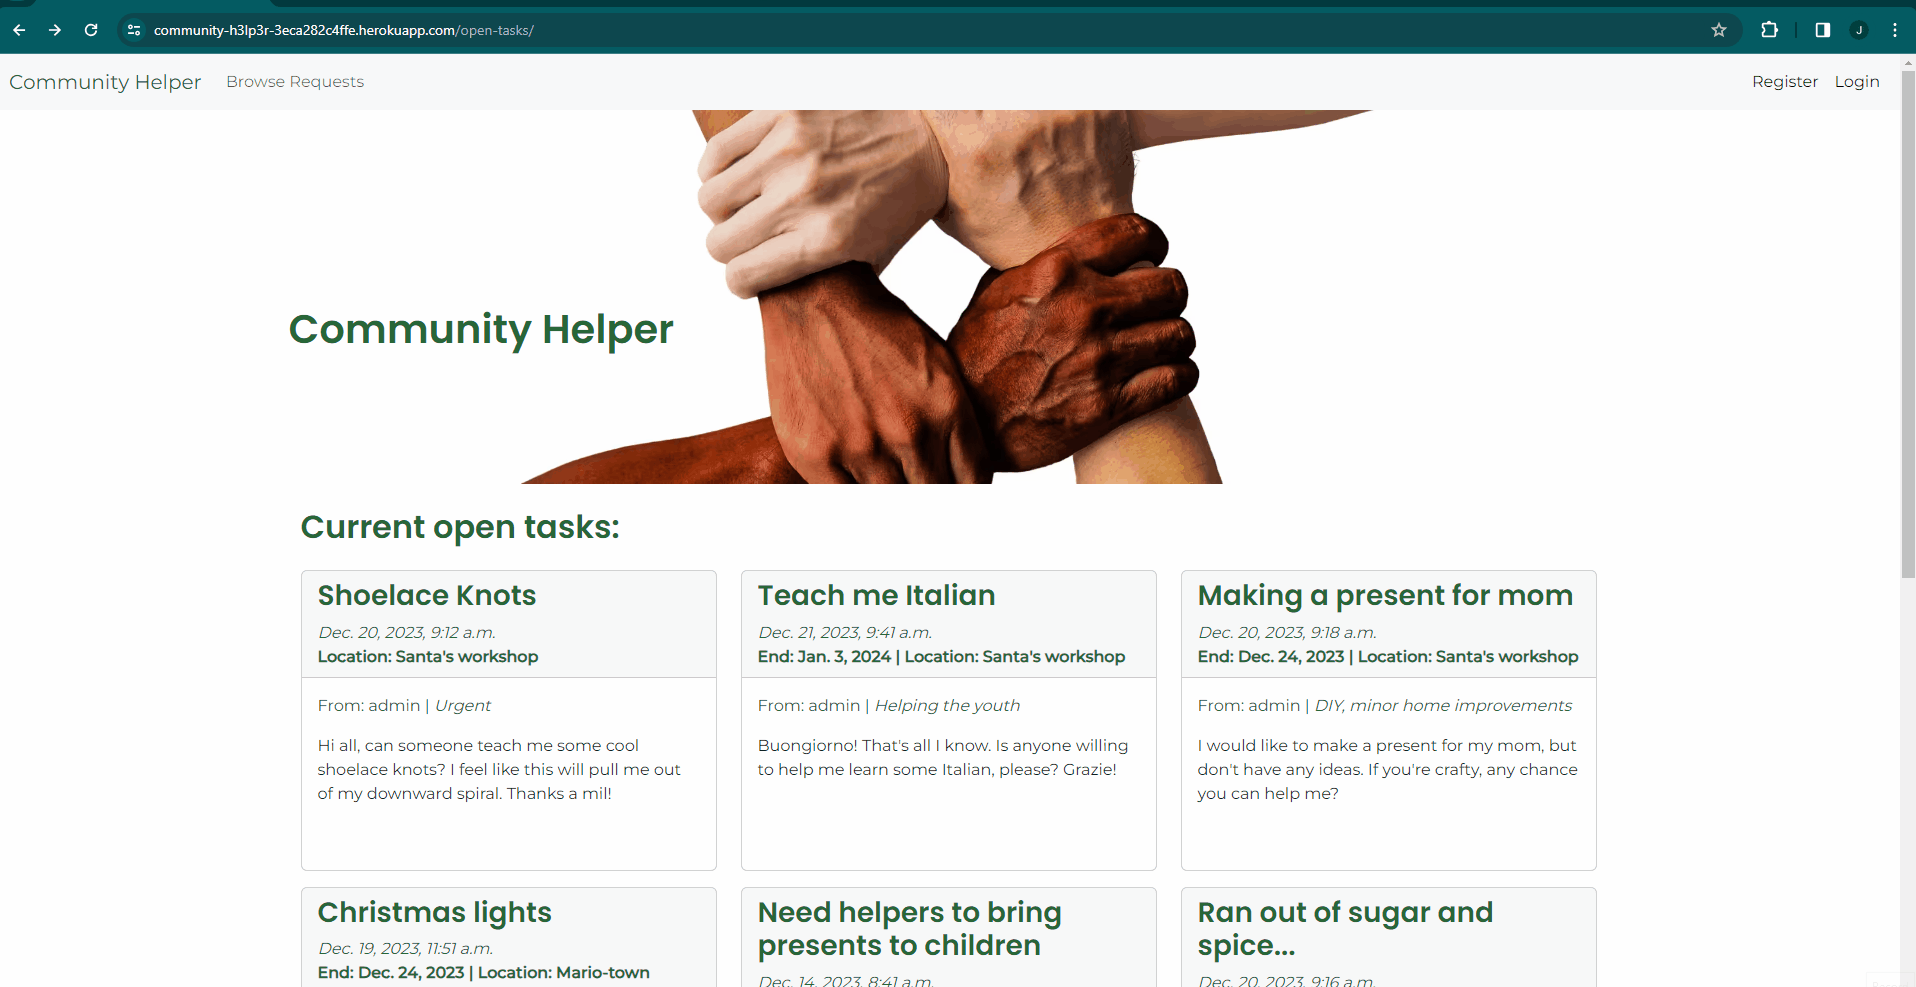 community-h3lp3r-3eca282c4ffe.herokuapp.com/open-tasks/
J
Community Helper
Browse Requests
Register
Login
Community Helper
Current open tasks:
Shoelace Knots
Dec. 20, 2023, 9:12 a.m.
Location: Santa's workshop
From: admin | Urgent
Hi all, can someone teach me some cool
shoelace knots? I feel like this will pull me out
of my downward spiral. Thanks a mil!
Teach me Italian
Dec. 21, 2023, 9:41 a.m.
End: Jan. 3, 2024 | Location: Santa's workshop
From: admin | Helping the youth
Buongiorno! That's all I know. Is anyone willing
to help me learn some Italian, please? Grazie!
Making a present for mom
Dec. 20, 2023, 9:18 a.m.
End: Dec. 24, 2023 | Location: Santa's workshop
From: admin | DIY, minor home improvements
I would like to make a present for my mom, but
don't have any ideas. If you're crafty, any chance
you can help me?
Christmas lights
Dec. 19, 2023, 11:51 a.m.
End: Dec. 24, 2023 | Location: Mario-town
Need helpers to bring
presents to children
Dec. 14, 2023, 8:41 a.m.
Ran out of sugar and
spice...
Dec. 20, 2023, 9:16 a.m.